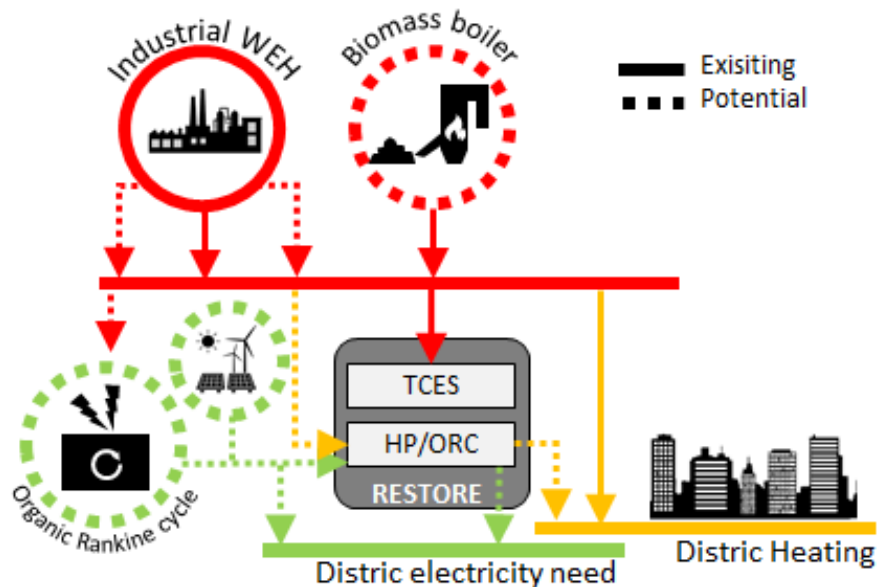 Industrial WEH
Biomass boiler
Exisiting
Potential
TCES
HP/ORC
RESTORE
Organic Rankine cycle
Distric Heating
Distric electricity need